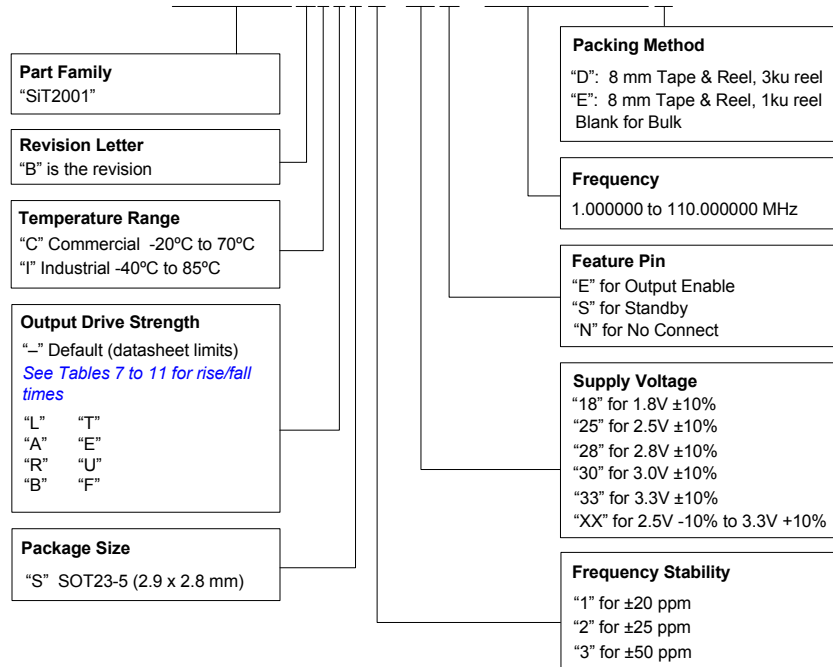 Part Family
“SiT2001”
Revision Letter
“B” is the revision
Temperature Range
“C” Commercial -20ºC to 70ºC
“I” Industrial -40ºC to 85ºC
Output Drive Strength
“–” Default (datasheet limits)
See Tables 7 to 11 for rise/fall
times
“L” “T”
“A” “E”
“R” “U”
“B” “F”
Package Size
“S” SOT23-5 (2.9 x 2.8 mm)
Packing Method
“D”: 8 mm Tape & Reel, 3ku reel
“E”: 8 mm Tape & Reel, 1ku reel
Blank for Bulk
Frequency
1.000000 to 110.000000 MHz
Feature Pin
“E” for Output Enable
“S” for Standby
“N” for No Connect
Supply Voltage
“18” for 1.8V ±10%
“25” for 2.5V ±10%
“28” for 2.8V ±10%
“30” for 3.0V ±10%
“33” for 3.3V ±10%
“XX” for 2.5V -10% to 3.3V +10%
Frequency Stability
“1” for ±20 ppm
“2” for ±25 ppm
“3” for ±50 ppm